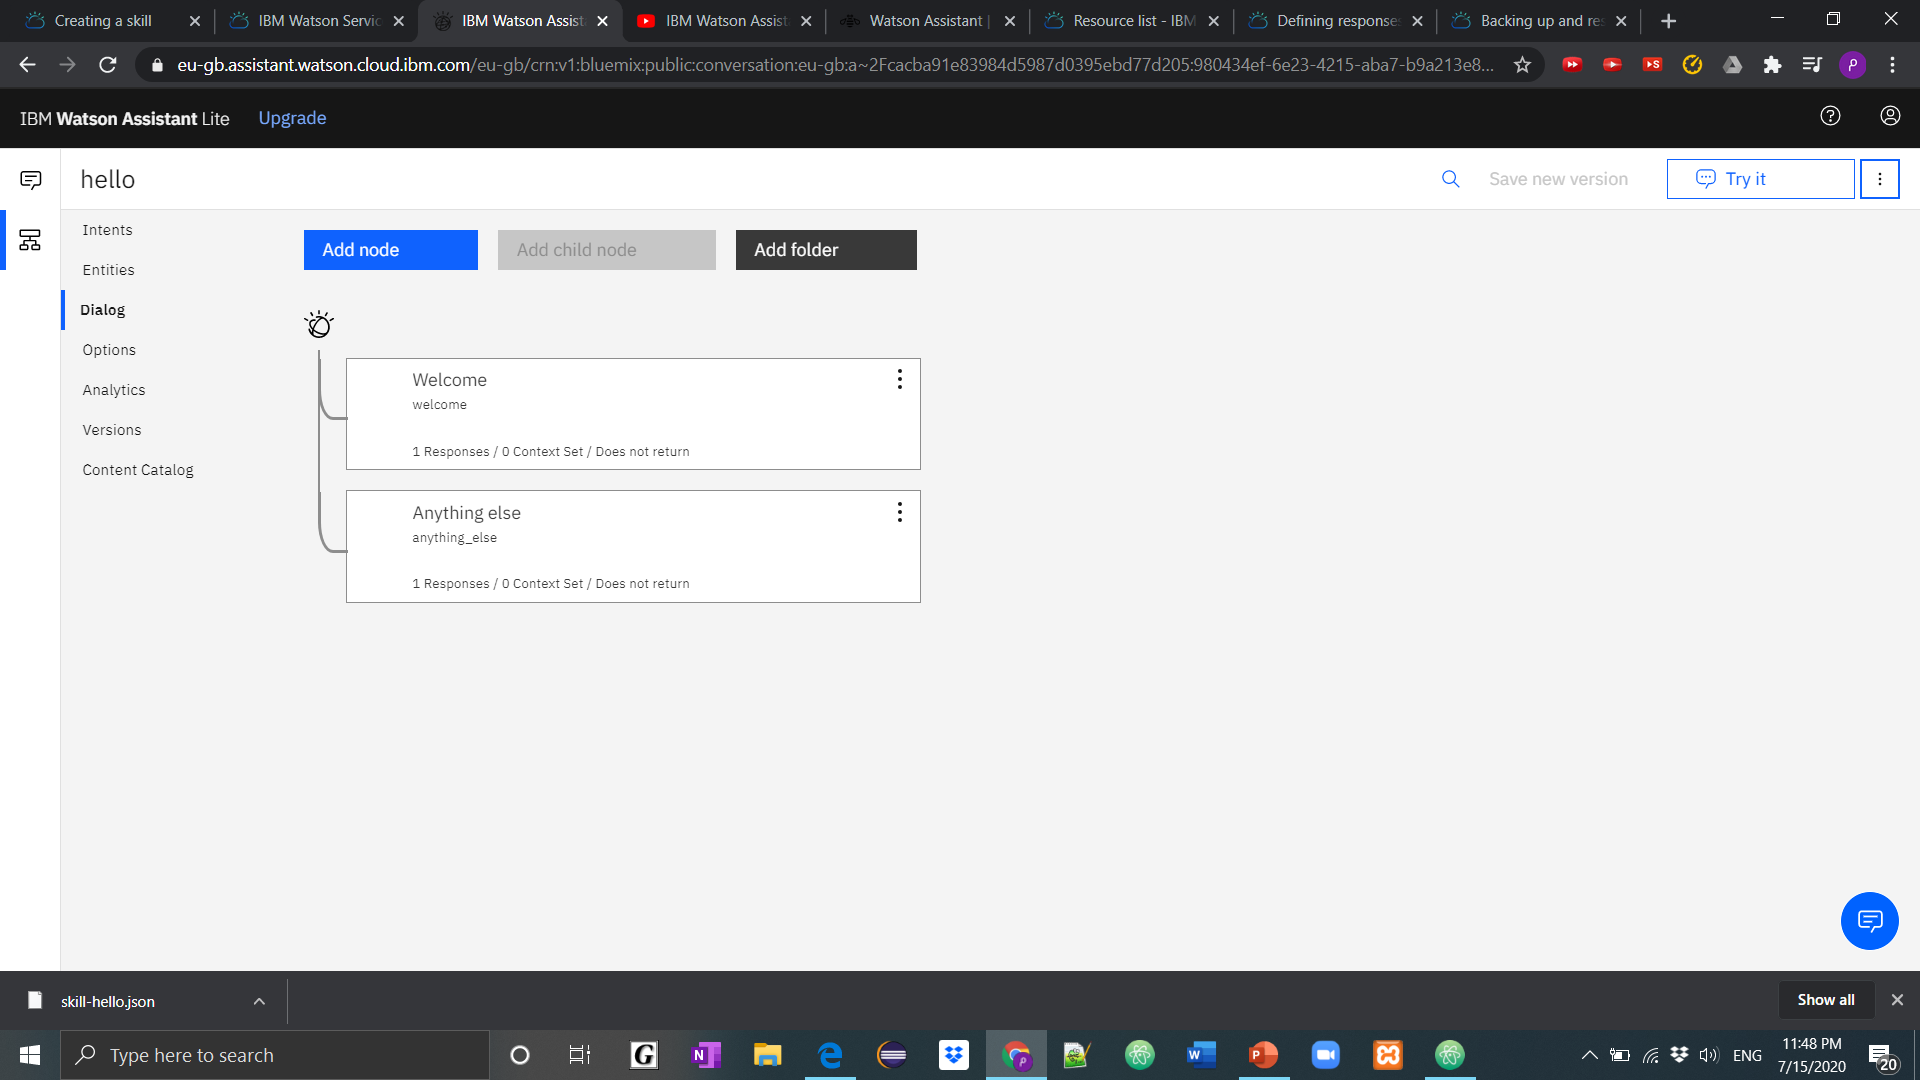 Creating a skill
IBM Watson Servic
IBM Watson Assist
IBM Watson Assist
Watson Assistant |
Resource list - IBM
Defining response
Backing up and res
eu-gb.assistant.watson.cloud.ibm.com/eu-gb/crn:v1:bluemix:public:conversation:eu-gb:a~2Fcacba91e83984d5987d0395ebd77d205:980434ef-6e23-4215-aba7-b9a213e8...
IBM Watson Assistant Lite
Upgrade
hello
Save new version
Try it
Intents
Entities
Dialog
Options
Analytics
Versions
Content Catalog
Add node
Add child node
Add folder
Welcome
welcome
1 Responses / 0 Context Set / Does not return
Anything else
anything_else
1 Responses / 0 Context Set / Does not return
skill-hello.json
Show all
Type here to search
ENG
11:48 PM
7/15/2020
20